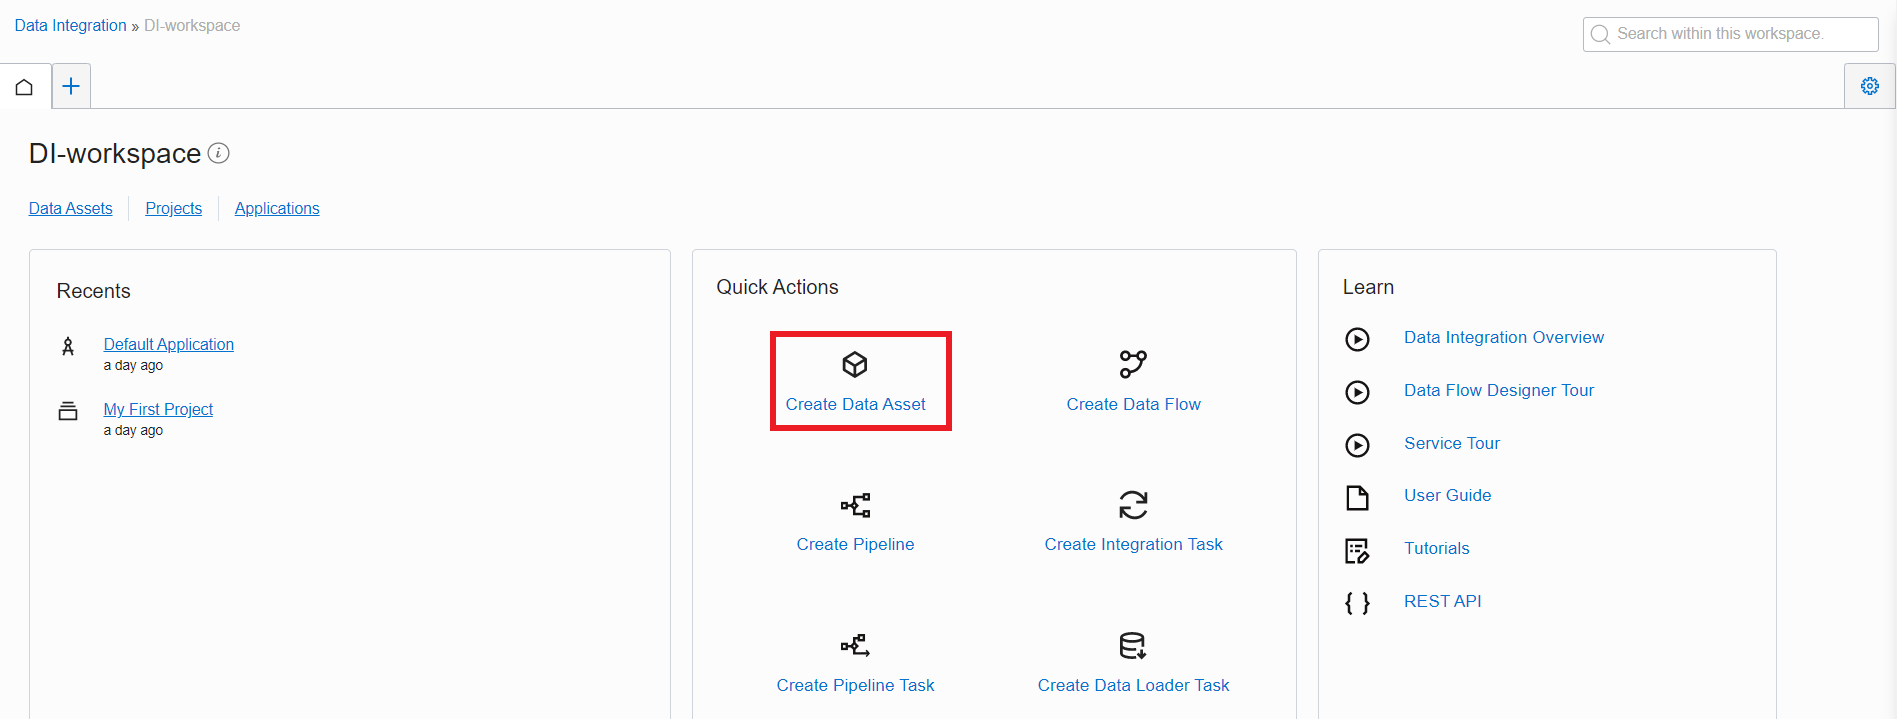 Data Integration » DI-workspace
Search within this workspace.
DI-workspace
Data Assets Projects Applications
Recents
Default Application
a day ago
My First Project
a day ago
Quick Actions
Create Data Asset
Create Data Flow
Create Pipeline
Create Integration Task
Create Pipeline Task
Create Data Loader Task
Learn
Data Integration Overview
Data Flow Designer Tour
Service Tour
User Guide
Tutorials
REST API